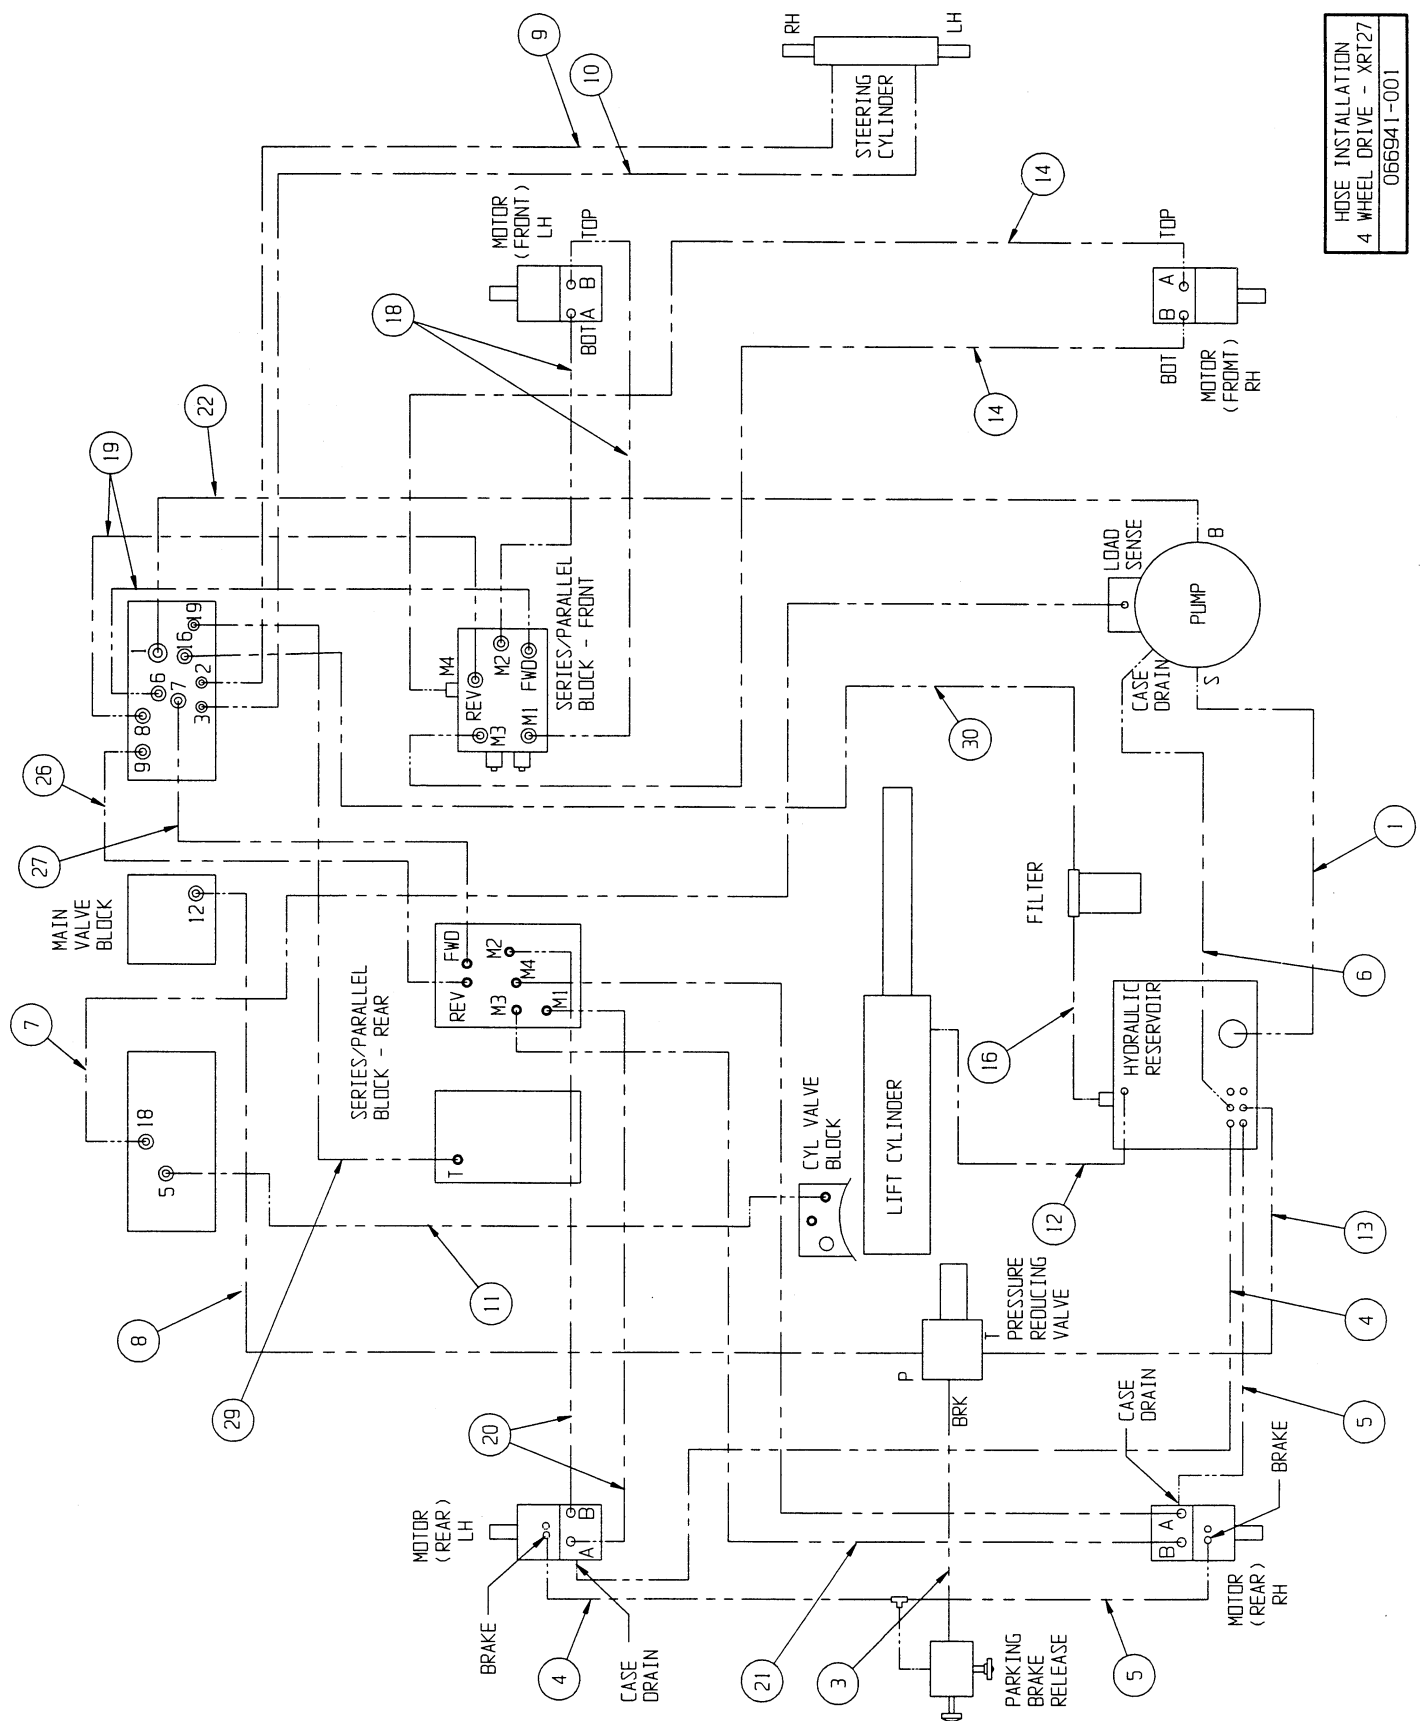 HOSE INSTALLATION
4 WHEEL DRIVE - XRT27
066941-001
RH
LH
STEERING
CYLINDER
9
10
MOTOR
(FRONT)
LH
TOP
B
A
BOT
18
14
14
TOP
A
B
BOT
MOTOR
(FROMT)
RH
22
19
1
19
16
6
7
2
3
8
9
M4
REV
M2
FWD
M3
M1
SERIES/PARALLEL
BLOCK - FRONT
LOAD
SENSE
B
PUMP
CASE
DRAIN
S
30
26
27
MAIN
VALVE
BLOCK
12
FILTER
1
6
7
18
5
SERIES/PARALLEL
BLOCK - REAR
FWD
REV
M2
M4
M3
M1
T
16
HYDRAULIC
RESERVOIR
LIFT CYLINDER
CYL VALVE
BLOCK
12
13
11
8
29
PRESSURE
REDUCING
VALVE
T
P
BRK
4
5
20
CASE
DRAIN
BRAKE
MOTOR
(REAR)
LH
B
A
BRAKE
4
CASE
DRAIN
A
B
MOTOR
(REAR)
RH
21
3
5
PARKING
BRAKE
RELEASE